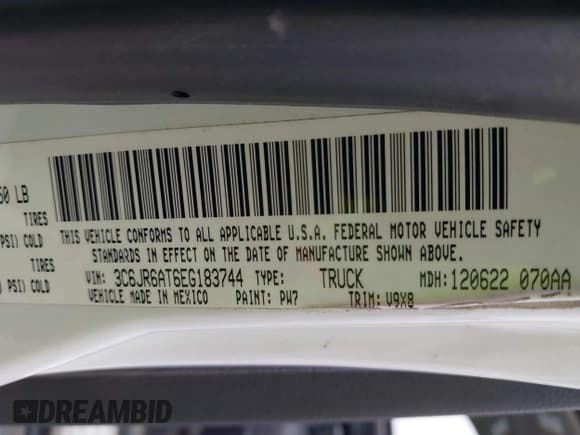 50 LB
TIRES
PSI) COLD
TIRES
PSI) COLD
THIS VEHICLE CONFORMS TO ALL APPLICABLE U.S.A. FEDERAL MOTOR VEHICLE SAFETY
STANDARDS IN EFFECT ON THE DATE OF MANUFACTURE SHOWN ABOVE.
VIN: 3C6JR6AT6EG183744 TYPE: TRUCK MDH: 120622 070AA
VEHICLE MADE IN MEXICO PAINT: PW7 TRIM: V9X8
DREAMBID